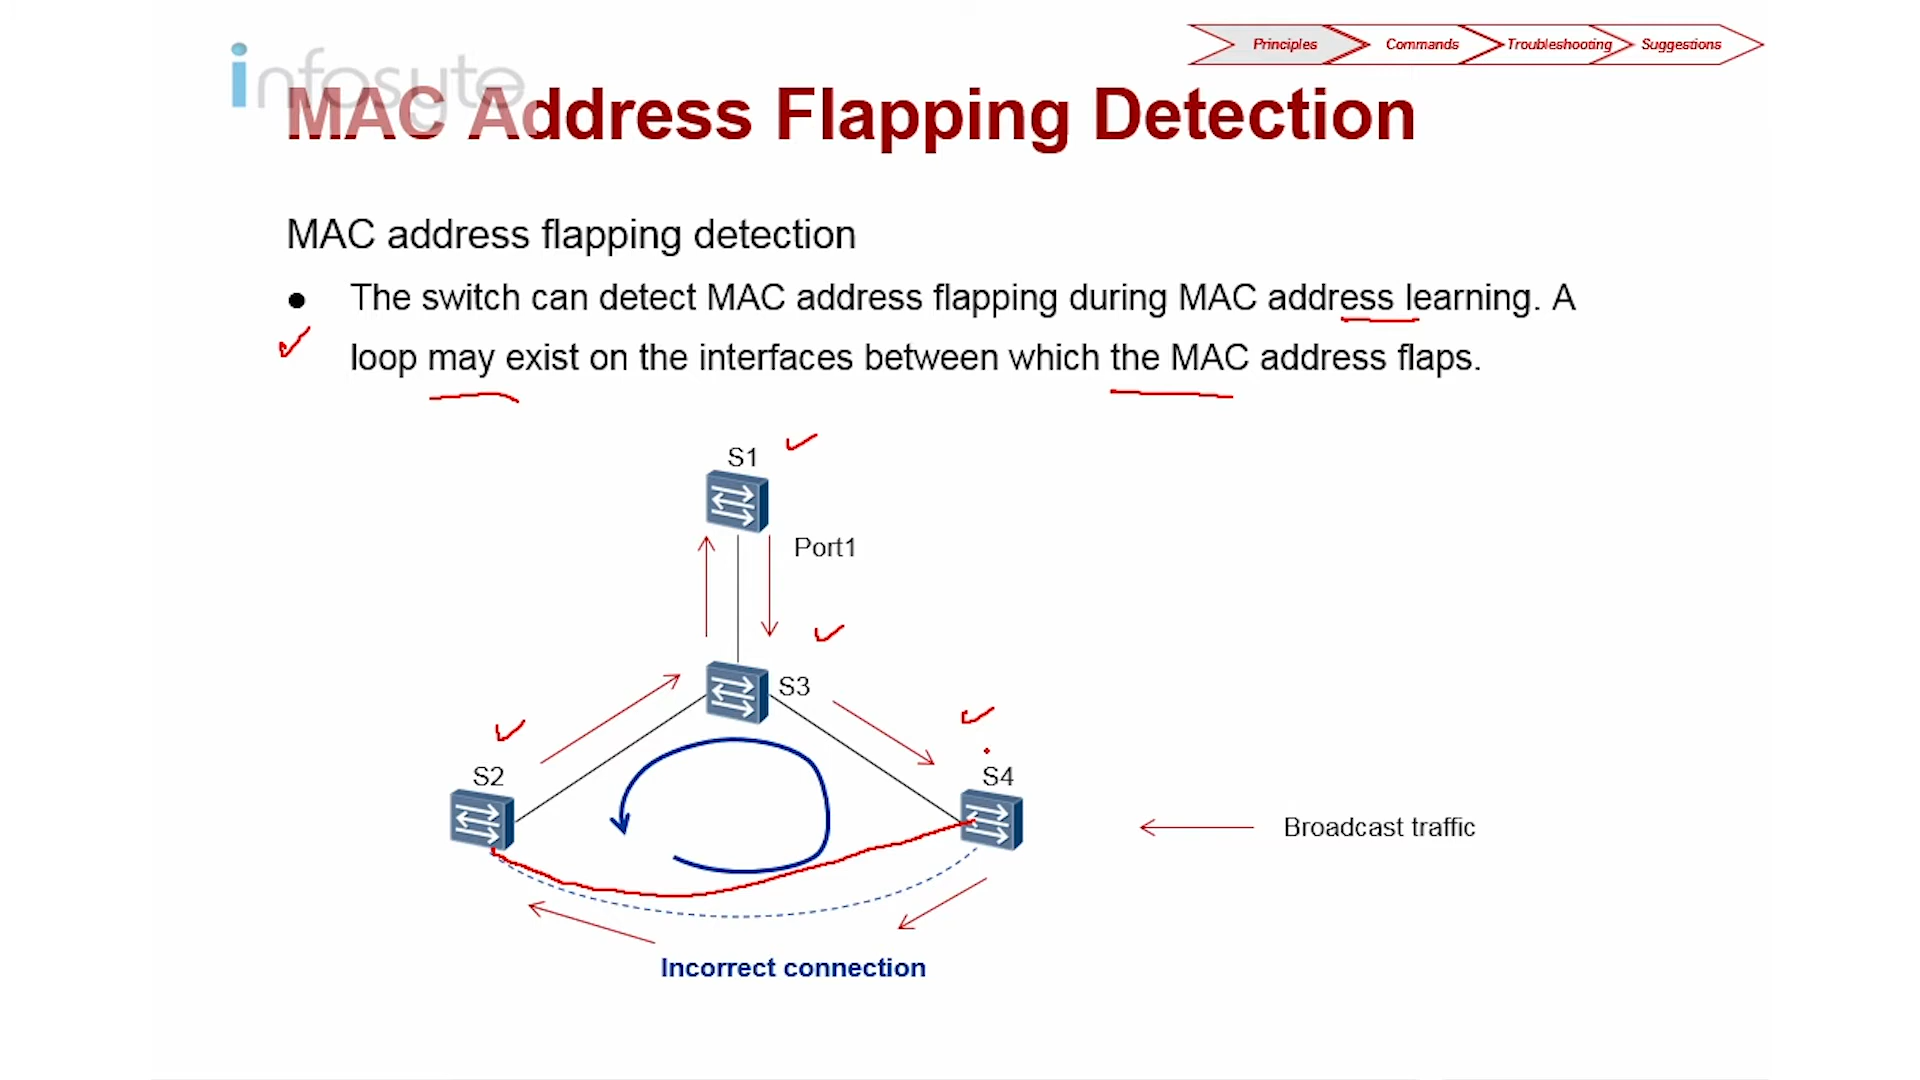 Principles Commands Troubleshooting Suggestions
infosyte
MAC Address Flapping Detection
MAC address flapping detection
● The switch can detect MAC address flapping during MAC address learning. A
loop may exist on the interfaces between which the MAC address flaps.
S1
Port1
S3
S2
S4
Broadcast traffic
Incorrect connection